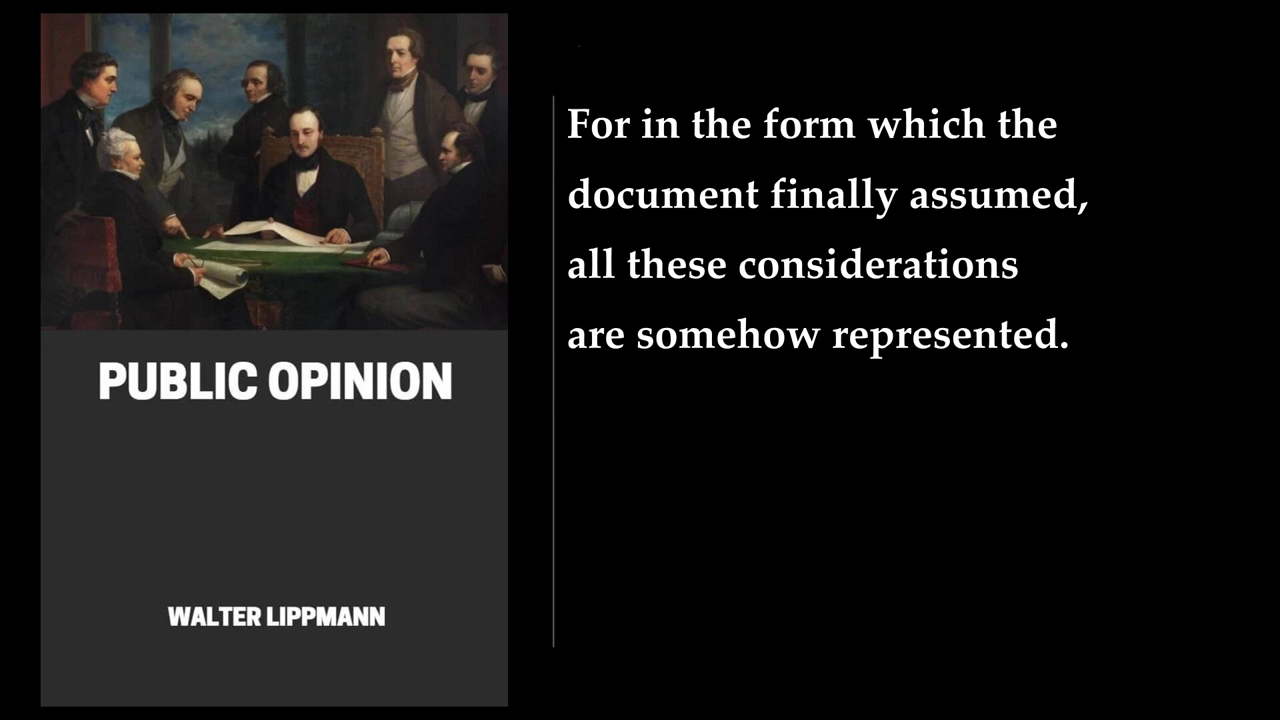 PUBLIC OPINION
WALTER LIPPMANN
For in the form which the
document finally assumed,
all these considerations
are somehow represented.